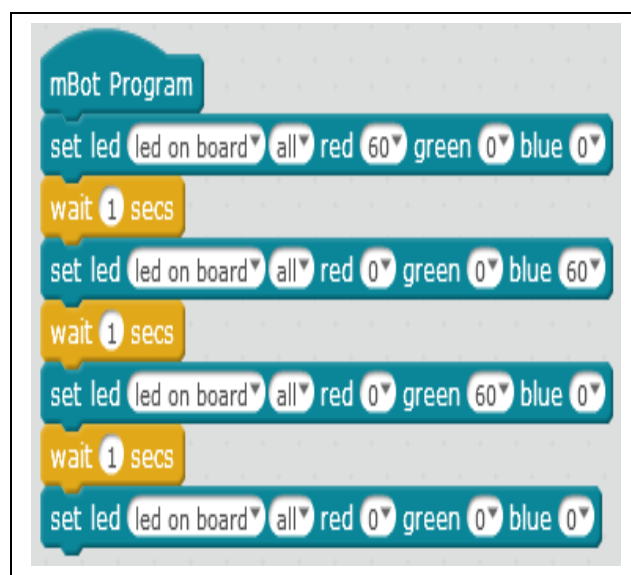 mBot Program
set led led on board all red 60 green 0 blue 0
wait 1 secs
set led led on board all red 0 green 0 blue 60
wait 1 secs
set led led on board all red 0 green 60 blue 0
wait 1 secs
set led led on board all red 0 green 0 blue 0